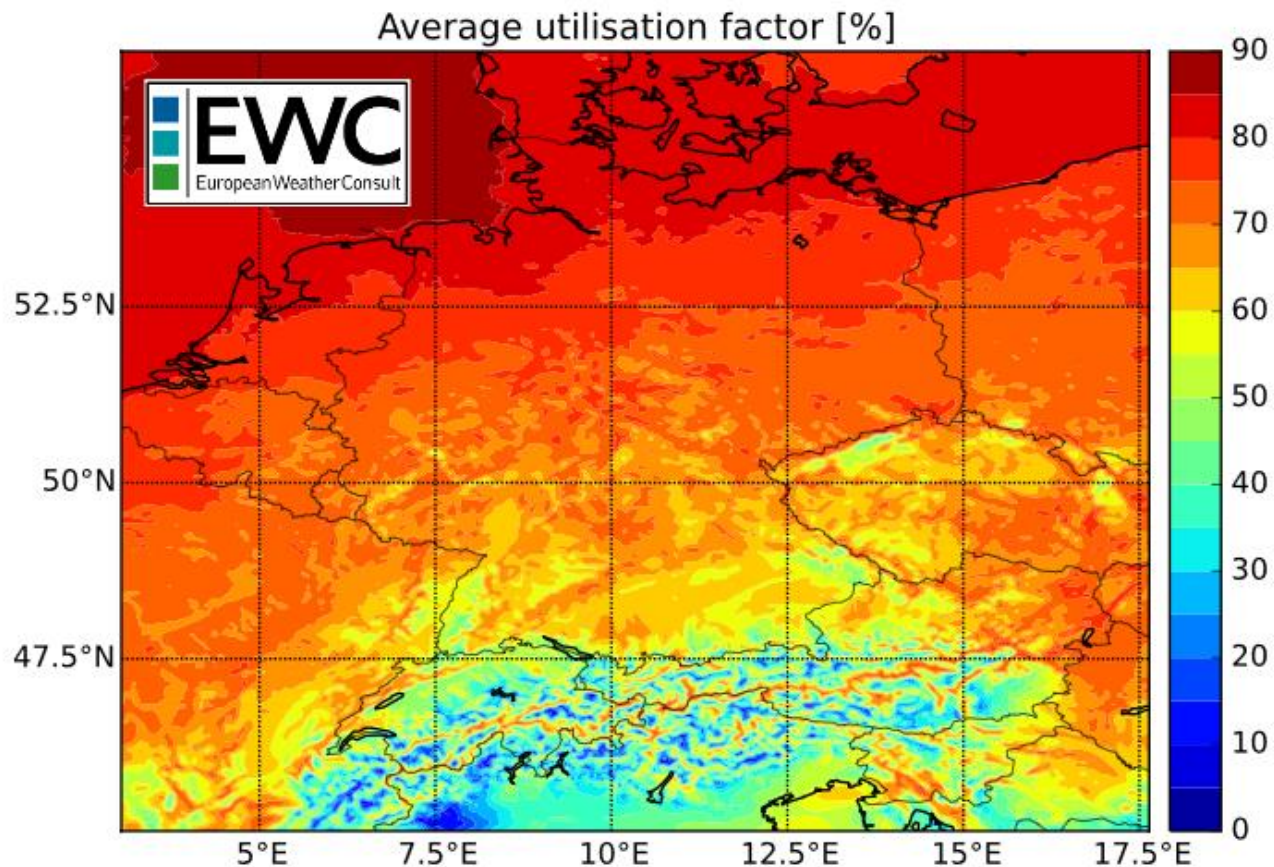 Average utilisation factor [%]
EWC
EuropeanWeatherConsult
52.5°N
50°N
47.5°N
5°E
7.5°E
10°E
12.5°E
15°E
17.5°E
90
80
70
60
50
40
30
20
10
0